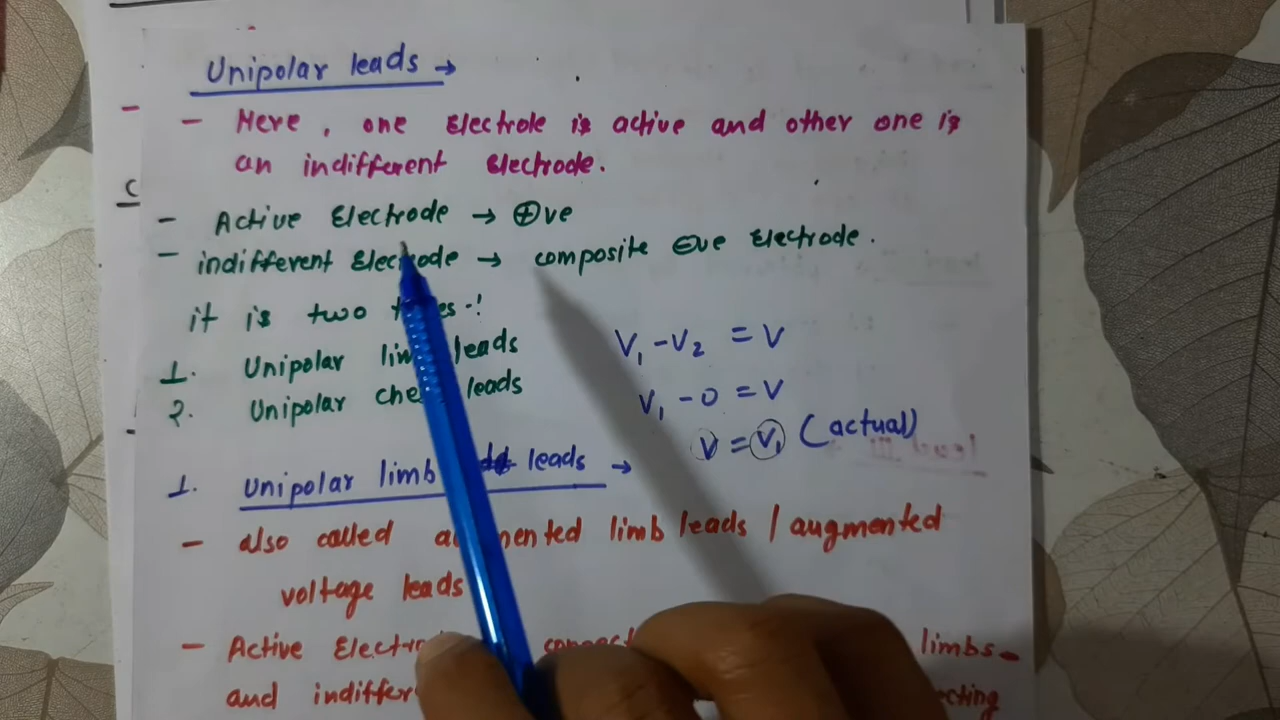 Unipolar leads →
- Here, one Electrole is active and other one is
an indifferent Electrode.
C
- Active Electrode → ⊕ve
- indifferent Electrode → composite ⊖ve Electrode.
it is two -!
1. Unipolar leads
2. Unipolar leads
V₁ - V₂ = V
V₁ - 0 = V
V = V₁ (actual)
1. Unipolar limb leads →
- also called limb leads / augmented
voltage leads
- Active limbs-
and